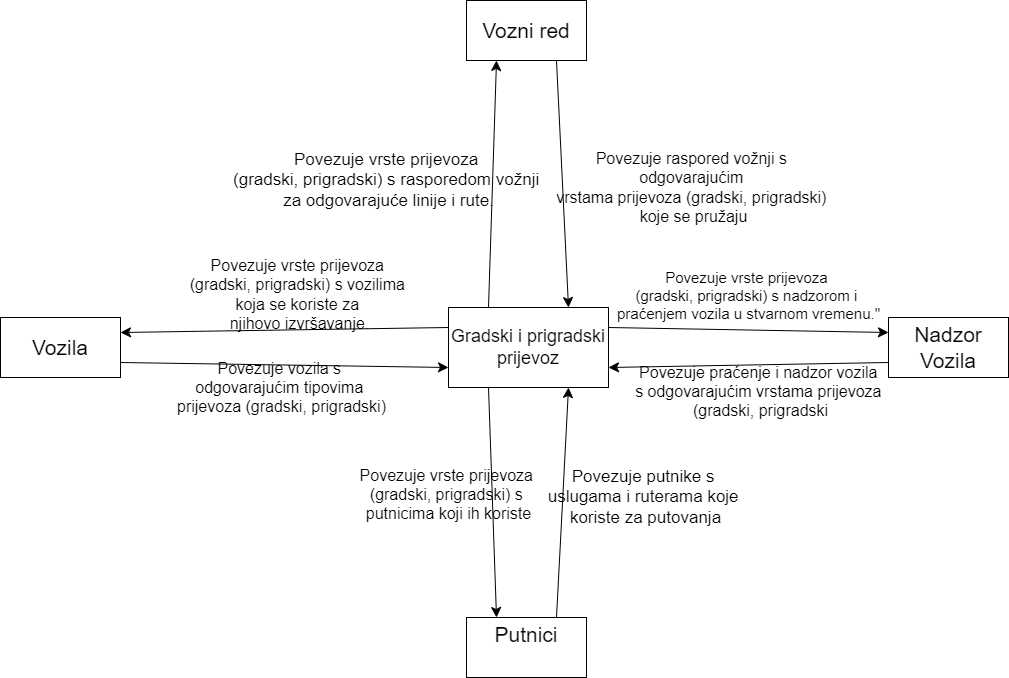 Vozni red
Povezuje vrste prijevoza
(gradski, prigradski) s rasporedom vožnji
za odgovarajuće linije i rute.
Povezuje raspored vožnji s
odgovarajućim
vrstama prijevoza (gradski, prigradski)
koje se pružaju
Povezuje vrste prijevoza
(gradski, prigradski) s vozilima
koja se koriste za
njihovo izvršavanje.
Povezuje vrste prijevoza
(gradski, prigradski) s nadzorom i
praćenjem vozila u stvarnom vremenu."
Vozila
Gradski i prigradski
prijevoz
Nadzor
Vozila
Povezuje vozila s
odgovarajućim tipovima
prijevoza (gradski, prigradski)
Povezuje praćenje i nadzor vozila
s odgovarajućim vrstama prijevoza
(gradski, prigradski
Povezuje vrste prijevoza
(gradski, prigradski) s
putnicima koji ih koriste
Povezuje putnike s
uslugama i ruterama koje
koriste za putovanja
Putnici